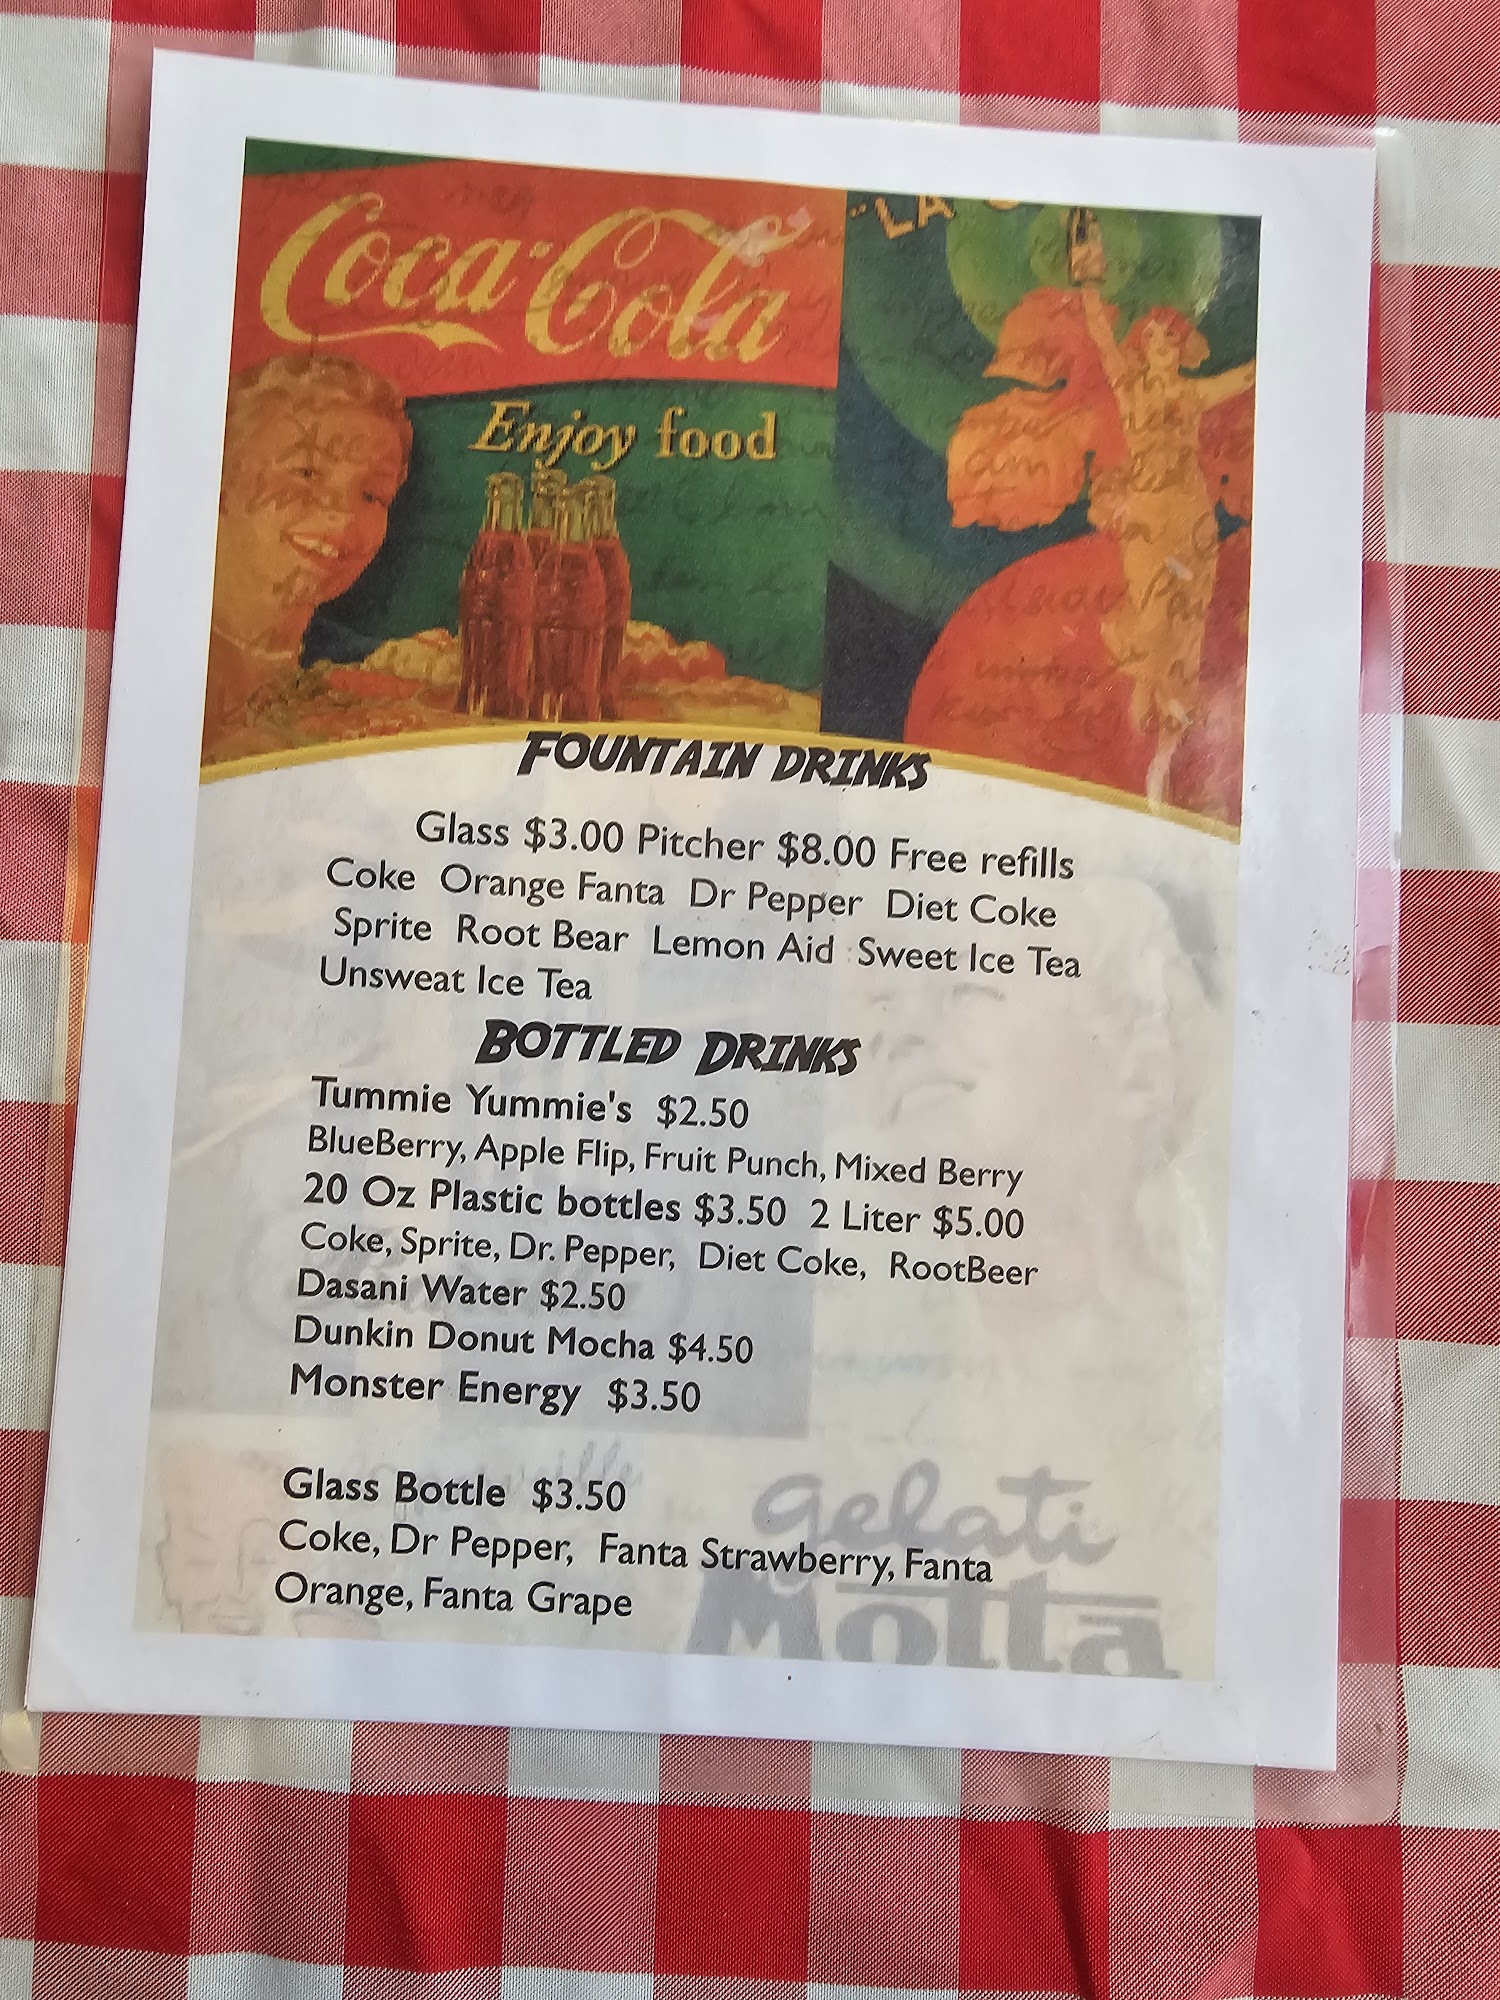 Coca-Cola
"LA
Enjoy food
FOUNTAIN DRINKS
Glass $3.00 Pitcher $8.00 Free refills
Coke Orange Fanta Dr Pepper Diet Coke
Sprite Root Bear Lemon Aid Sweet Ice Tea
Unsweat Ice Tea
BOTTLED DRINKS
Tummie Yummie's $2.50
BlueBerry, Apple Flip, Fruit Punch, Mixed Berry
20 Oz Plastic bottles $3.50 2 Liter $5.00
Coke, Sprite, Dr. Pepper, Diet Coke, RootBeer
Dasani Water $2.50
Dunkin Donut Mocha $4.50
Monster Energy $3.50
Glass Bottle $3.50
Coke, Dr Pepper, Fanta Strawberry, Fanta
Orange, Fanta Grape
gelati
Motta